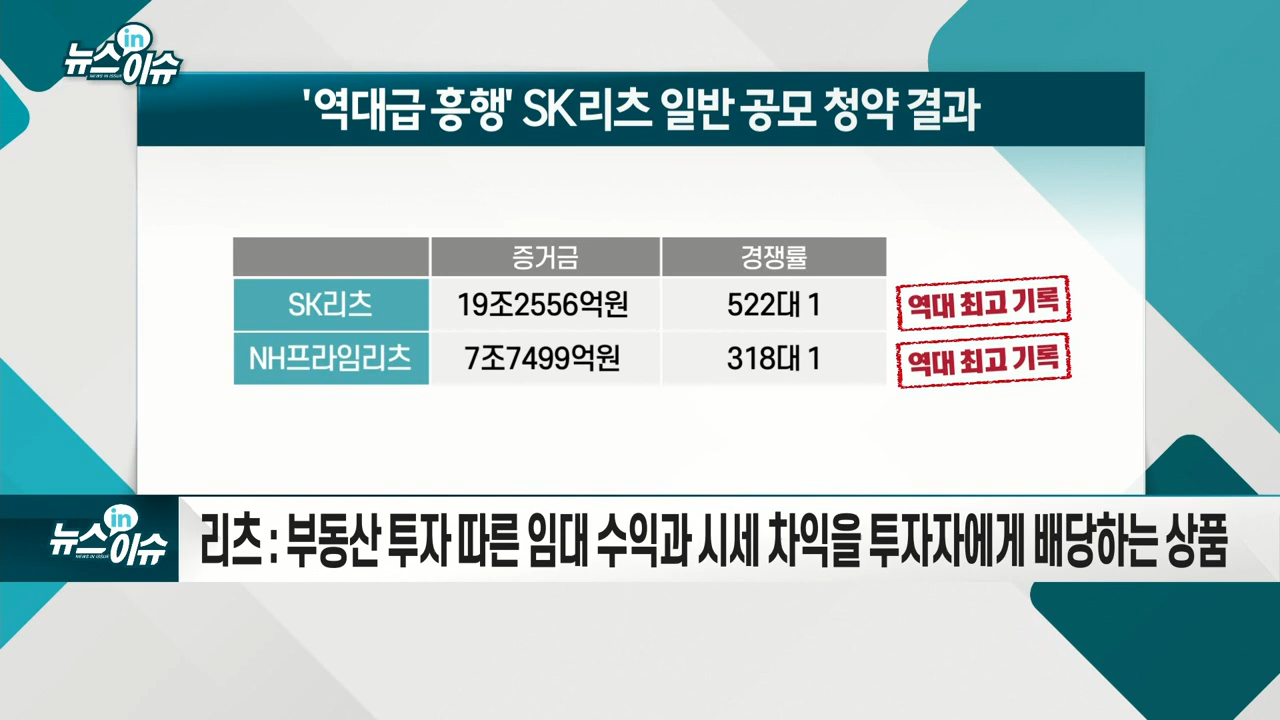 뉴스in이슈
NEWS IN ISSUE
'역대급 흥행' SK리츠 일반 공모 청약 결과
증거금 경쟁률
SK리츠 19조2556억원 522대 1 역대 최고 기록
NH프라임리츠 7조7499억원 318대 1 역대 최고 기록
뉴스in이슈
NEWS IN ISSUE
리츠 : 부동산 투자 따른 임대 수익과 시세 차익을 투자자에게 배당하는 상품